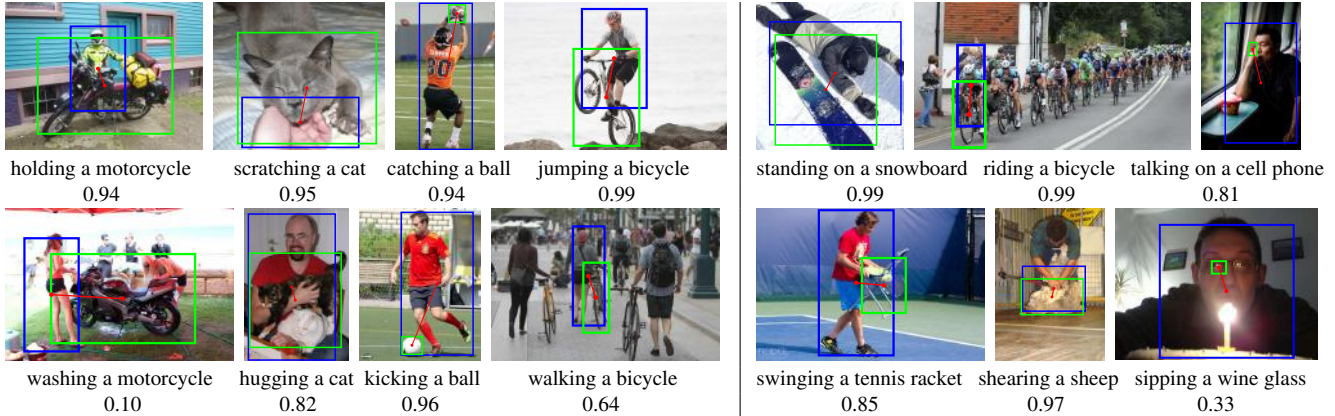 holding a motorcycle scratching a cat catching a ball jumping a bicycle standing on a snowboard riding a bicycle talking on a cell phone
0.94 0.95 0.94 0.99 0.99 0.99 0.81
washing a motorcycle hugging a cat kicking a ball walking a bicycle swinging a tennis racket shearing a sheep sipping a wine glass
0.10 0.82 0.96 0.64 0.85 0.97 0.33
30